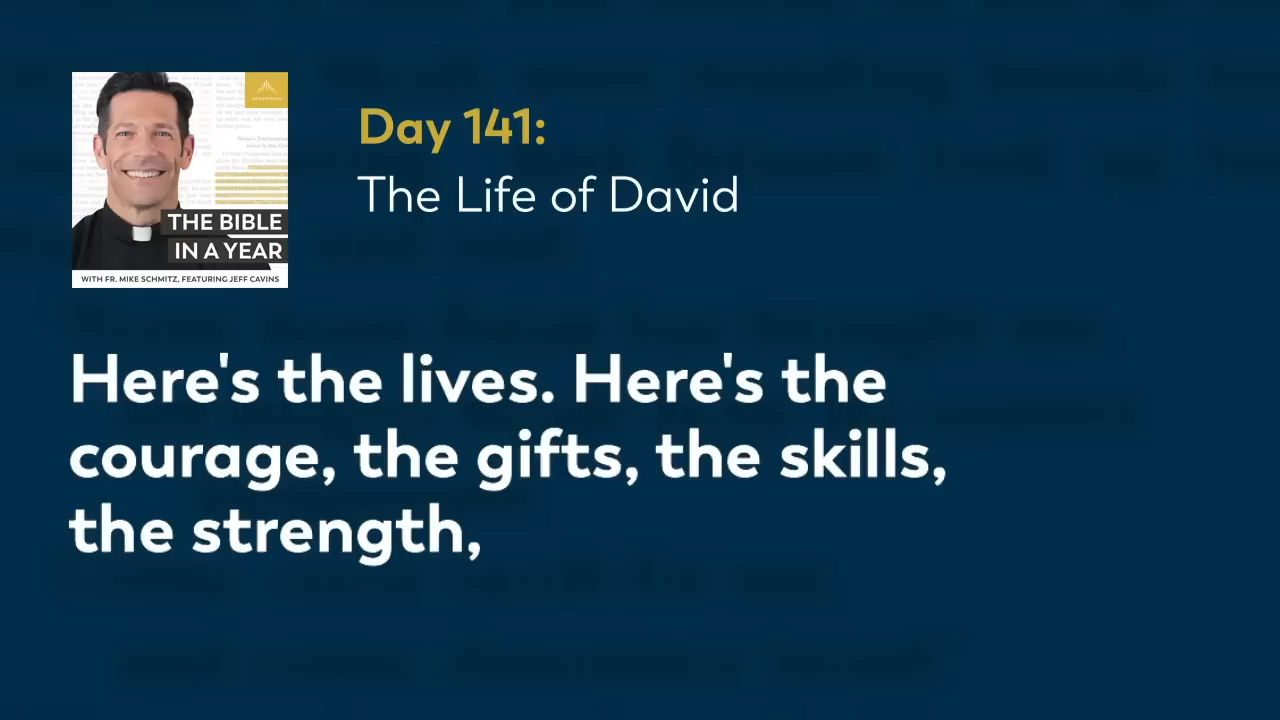 Day 141:
The Life of David
THE BIBLE
IN A YEAR
WITH FR. MIKE SCHMITZ, FEATURING JEFF CAVINS
Here's the lives. Here's the
courage, the gifts, the skills,
the strength,